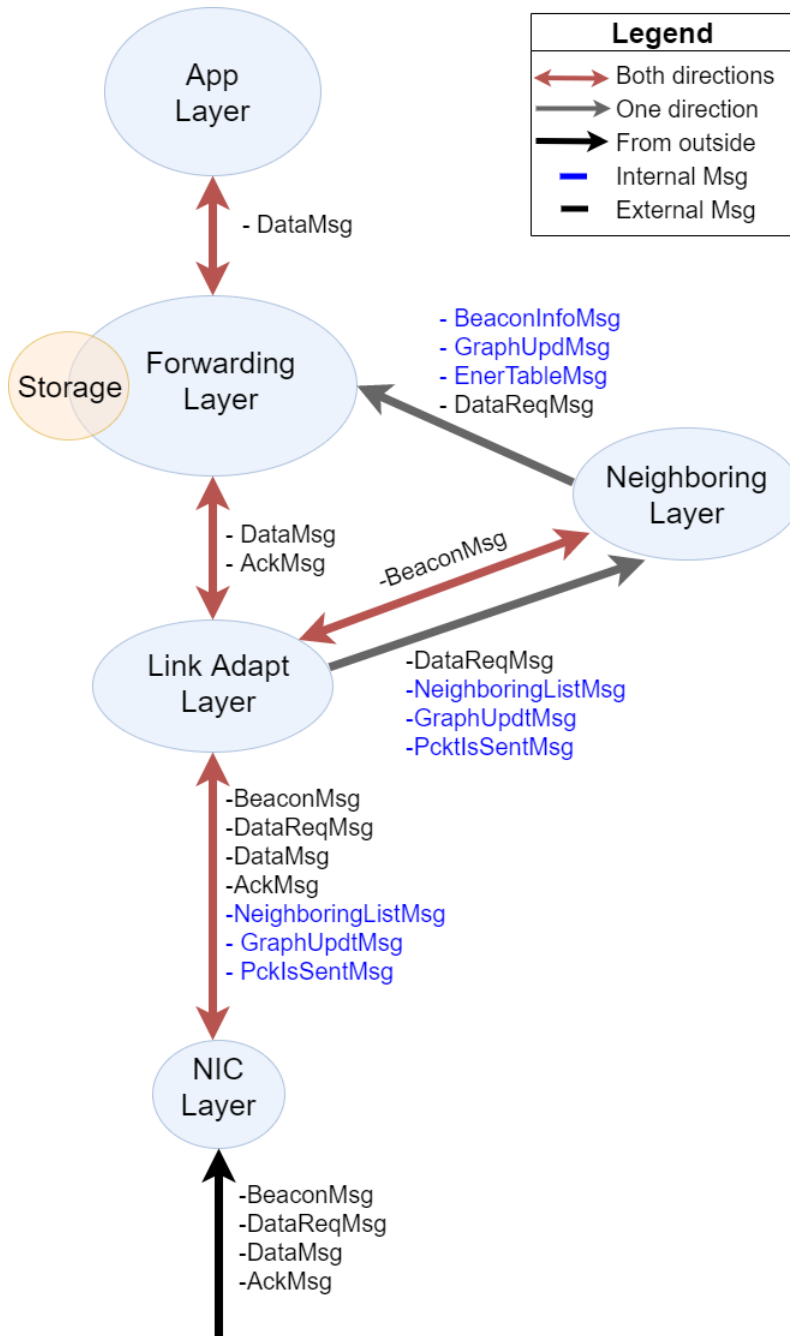 App
Layer
Legend
Both directions
One direction
From outside
Internal Msg
External Msg
- DataMsg
Storage
Forwarding
Layer
- BeaconInfoMsg
- GraphUpdMsg
- EnerTableMsg
- DataReqMsg
Neighboring
Layer
- DataMsg
- AckMsg
-BeaconMsg
Link Adapt
Layer
-DataReqMsg
-NeighboringListMsg
-GraphUpdtMsg
-PcktIsSentMsg
-BeaconMsg
-DataReqMsg
-DataMsg
-AckMsg
-NeighboringListMsg
- GraphUpdtMsg
- PckIsSentMsg
NIC
Layer
-BeaconMsg
-DataReqMsg
-DataMsg
-AckMsg